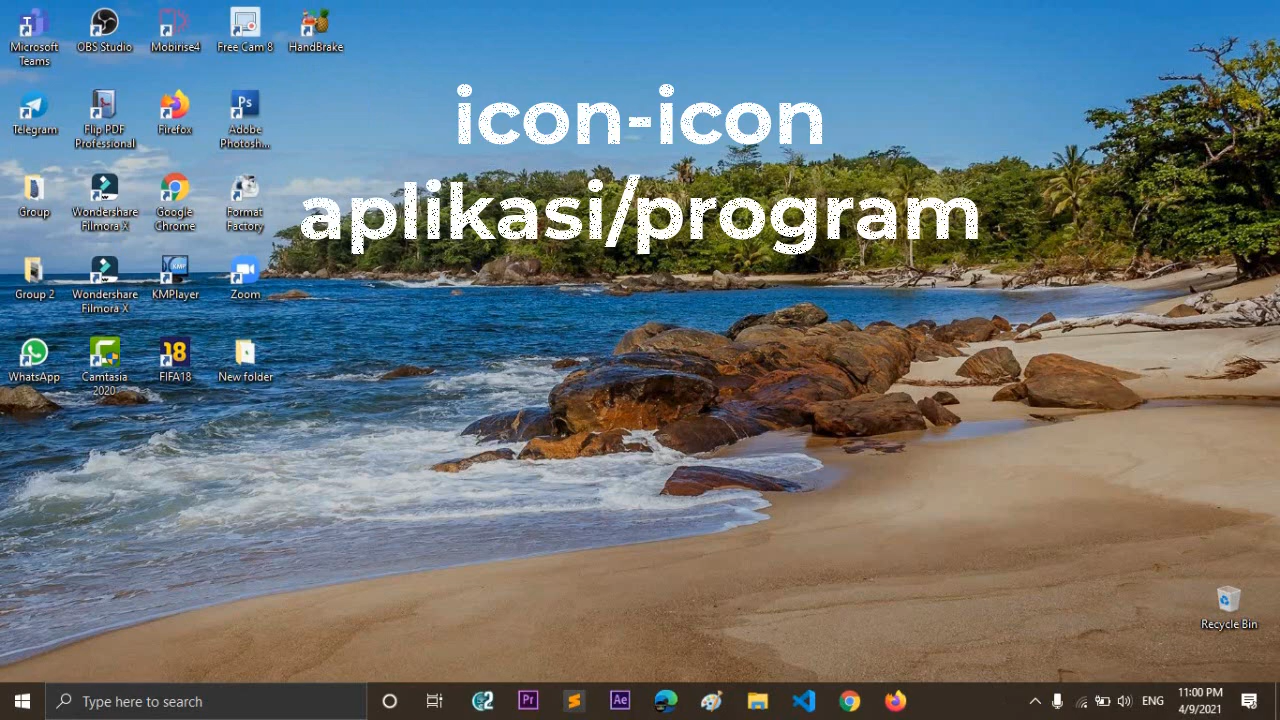 Microsoft Teams
OBS Studio
Mobirise4
Free Cam 8
HandBrake
Telegram
Flip PDF Professional
Firefox
Adobe Photosh...
Group
Wondershare Filmora X
Google Chrome
Format Factory
Group 2
Wondershare Filmora X
KMPlayer
Zoom
WhatsApp
Camtasia 2020
FIFA18
New folder
icon-icon
aplikasi/program
Recycle Bin
Type here to search
Pr
Ae
ENG
11:00 PM
4/9/2021